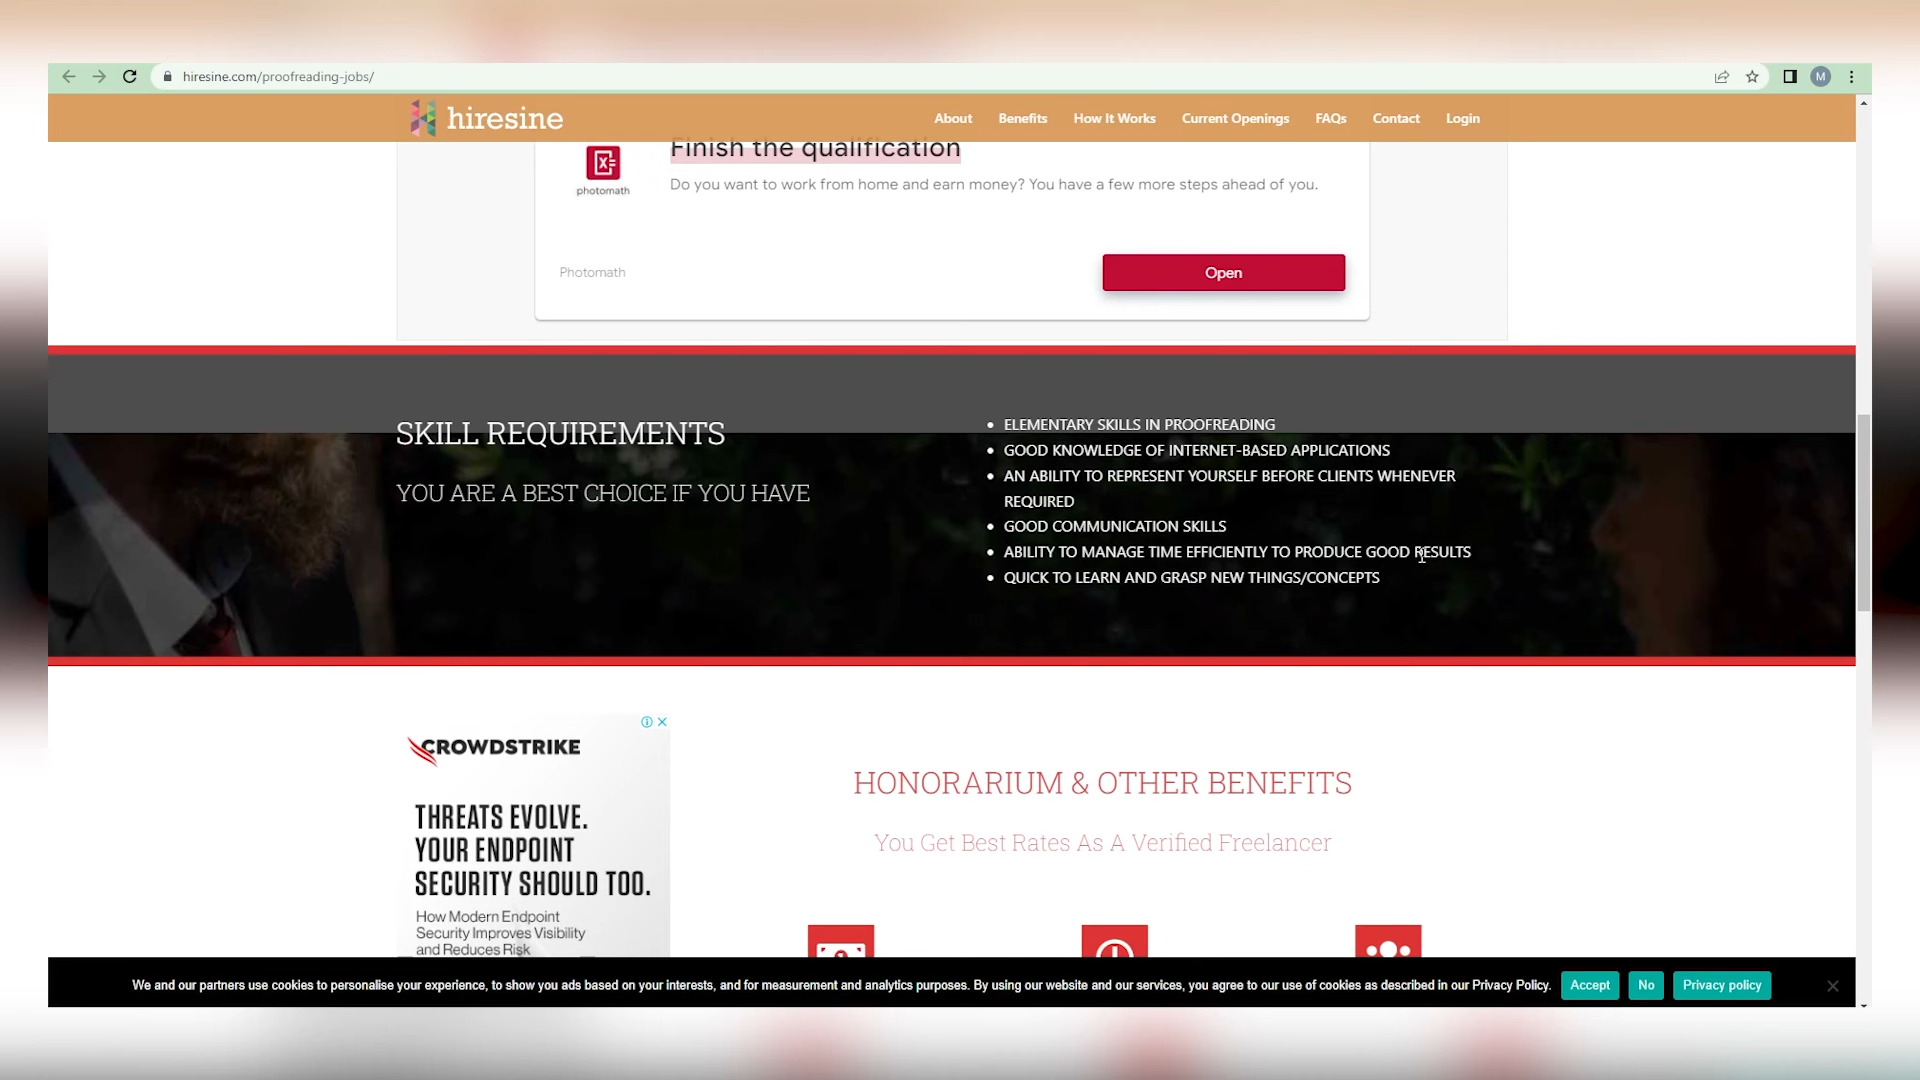 hiresine.com/proofreading-jobs/
M
hiresine
About Benefits How It Works Current Openings FAQs Contact Login
Finish the qualification
photomath
Do you want to work from home and earn money? You have a few more steps ahead of you.
Photomath
Open
SKILL REQUIREMENTS
YOU ARE A BEST CHOICE IF YOU HAVE
ELEMENTARY SKILLS IN PROOFREADING
GOOD KNOWLEDGE OF INTERNET-BASED APPLICATIONS
AN ABILITY TO REPRESENT YOURSELF BEFORE CLIENTS WHENEVER
REQUIRED
GOOD COMMUNICATION SKILLS
ABILITY TO MANAGE TIME EFFICIENTLY TO PRODUCE GOOD RESULTS
QUICK TO LEARN AND GRASP NEW THINGS/CONCEPTS
CROWDSTRIKE
THREATS EVOLVE.
YOUR ENDPOINT
SECURITY SHOULD TOO.
How Modern Endpoint
Security Improves Visibility
and Reduces Risk
HONORARIUM & OTHER BENEFITS
You Get Best Rates As A Verified Freelancer
We and our partners use cookies to personalise your experience, to show you ads based on your interests, and for measurement and analytics purposes. By using our website and our services, you agree to our use of cookies as described in our Privacy Policy.
Accept No Privacy policy